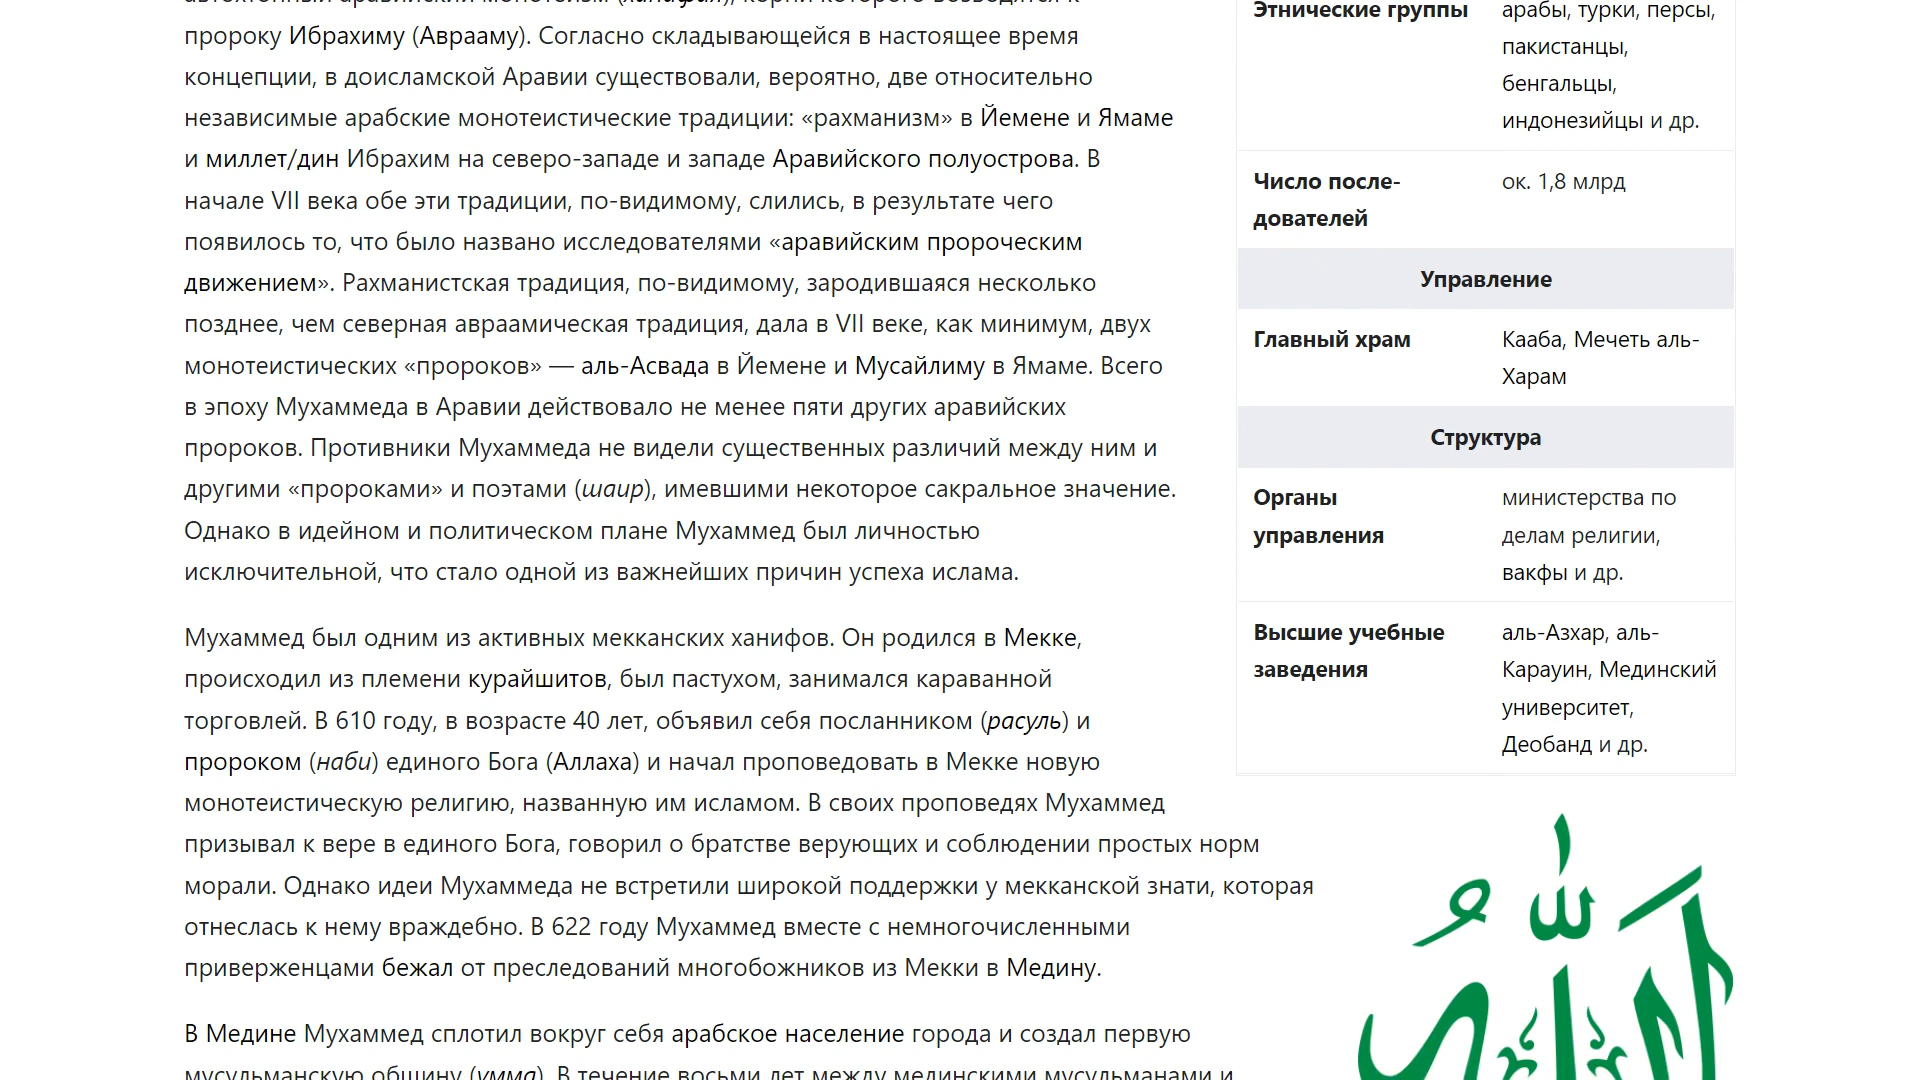 автохтонный аравийский монотеизм (ханифия), корни которого возводятся к
пророку Ибрахиму (Аврааму). Согласно складывающейся в настоящее время
концепции, в доисламской Аравии существовали, вероятно, две относительно
независимые арабские монотеистические традиции: «рахманизм» в Йемене и Ямаме
и миллет/дин Ибрахим на северо-западе и западе Аравийского полуострова. В
начале VII века обе эти традиции, по-видимому, слились, в результате чего
появилось то, что было названо исследователями «аравийским пророческим
движением». Рахманистская традиция, по-видимому, зародившаяся несколько
позднее, чем северная авраамическая традиция, дала в VII веке, как минимум, двух
монотеистических «пророков» — аль-Асвада в Йемене и Мусайлиму в Ямаме. Всего
в эпоху Мухаммеда в Аравии действовало не менее пяти других аравийских
пророков. Противники Мухаммеда не видели существенных различий между ним и
другими «пророками» и поэтами (шаир), имевшими некоторое сакральное значение.
Однако в идейном и политическом плане Мухаммед был личностью
исключительной, что стало одной из важнейших причин успеха ислама.
Мухаммед был одним из активных мекканских ханифов. Он родился в Мекке,
происходил из племени курайшитов, был пастухом, занимался караванной
торговлей. В 610 году, в возрасте 40 лет, объявил себя посланником (расуль) и
пророком (наби) единого Бога (Аллаха) и начал проповедовать в Мекке новую
монотеистическую религию, названную им исламом. В своих проповедях Мухаммед
призывал к вере в единого Бога, говорил о братстве верующих и соблюдении простых норм
морали. Однако идеи Мухаммеда не встретили широкой поддержки у мекканской знати, которая
отнеслась к нему враждебно. В 622 году Мухаммед вместе с немногочисленными
приверженцами бежал от преследований многобожников из Мекки в Медину.
В Медине Мухаммед сплотил вокруг себя арабское население города и создал первую
мусульманскую общину (умма). В течение восьми лет между мединскими мусульманами и
Этнические группы
арабы, турки, персы,
пакистанцы,
бенгальцы,
индонезийцы и др.
Число после-
дователей
ок. 1,8 млрд
Управление
Главный храм
Кааба, Мечеть аль-
Харам
Структура
Органы
управления
министерства по
делам религии,
вакфы и др.
Высшие учебные
заведения
аль-Азхар, аль-
Карауин, Мединский
университет,
Деобанд и др.